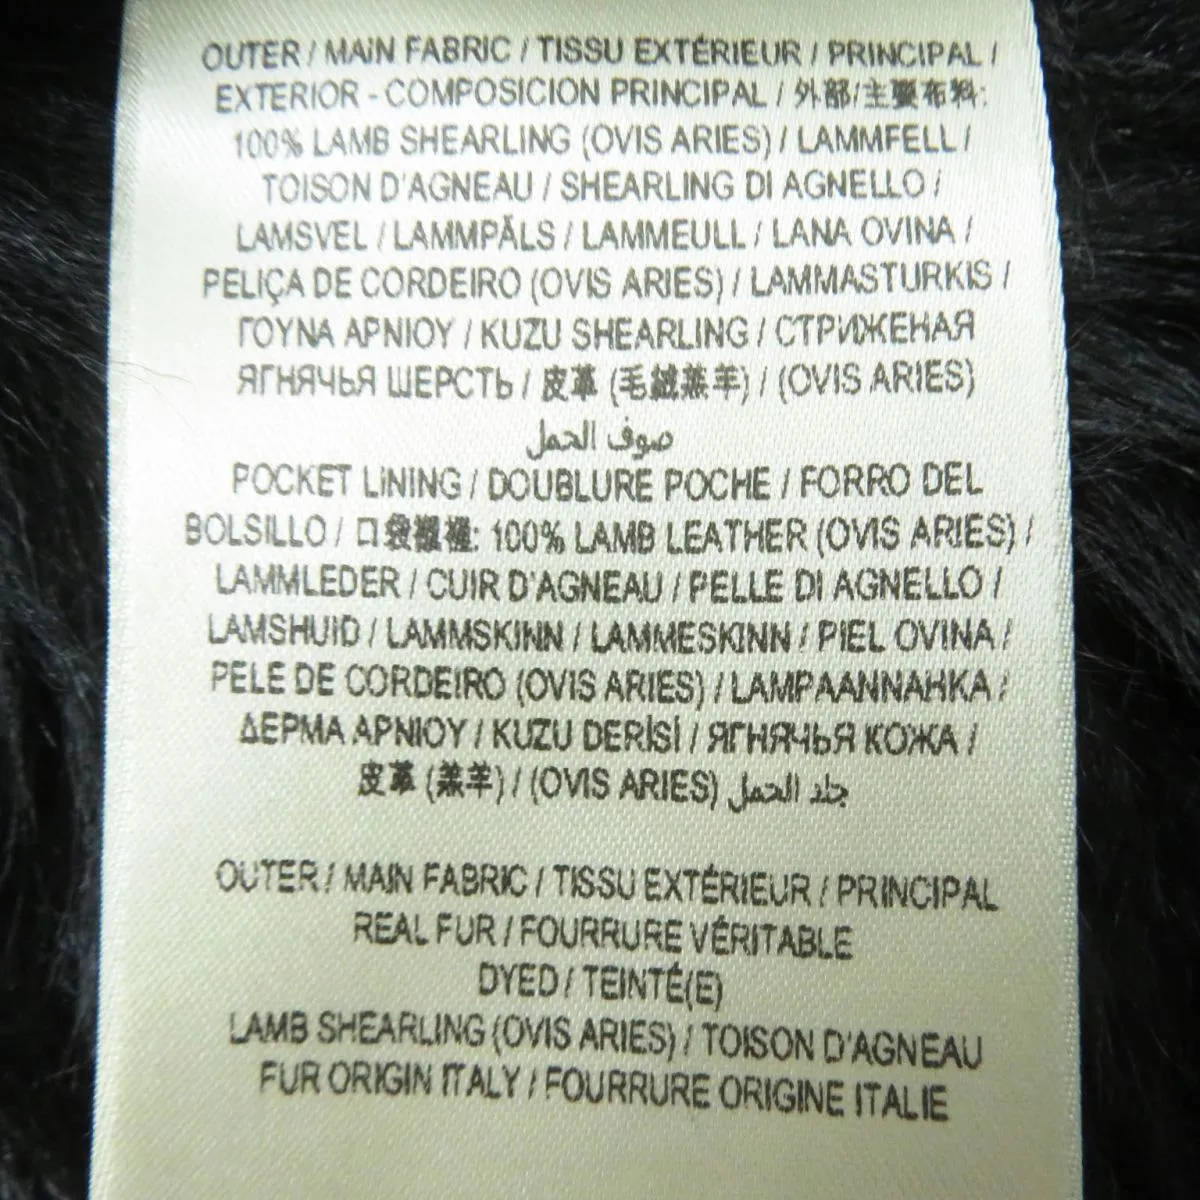 OUTER / MAIN FABRIC / TISSU EXTÉRIEUR / PRINCIPAL /
EXTERIOR - COMPOSICION PRINCIPAL / 外部/主要布料:
100% LAMB SHEARLING (OVIS ARIES) / LAMMFELL /
TOISON D'AGNEAU / SHEARLING DI AGNELLO /
LAMSVEL / LAMMPÄLS / LAMMEULL / LANA OVINA /
PELIÇA DE CORDEIRO (OVIS ARIES) / LAMMASTURKIS /
ΓΟΥΝΑ ΑΡΝΙΟΥ / KUZU SHEARLING / СТРИЖЕНАЯ
ЯГНЯЧЬЯ ШЕРСТЬ / 皮革 (毛絨羔羊) / (OVIS ARIES)
صوف الحمل
POCKET LINING / DOUBLURE POCHE / FORRO DEL
BOLSILLO / 口袋襯裡: 100% LAMB LEATHER (OVIS ARIES) /
LAMMLEDER / CUIR D'AGNEAU / PELLE DI AGNELLO /
LAMSHUID / LAMMSKINN / LAMMESKINN / PIEL OVINA /
PELE DE CORDEIRO (OVIS ARIES) / LAMPAANNAHKA /
ΔΕΡΜΑ ΑΡΝΙΟΥ / KUZU DERİSİ / ЯГНЯЧЬЯ КОЖА /
皮革 (羔羊) / (OVIS ARIES) جلد الحمل
OUTER / MAIN FABRIC / TISSU EXTÉRIEUR / PRINCIPAL
REAL FUR / FOURRURE VÉRITABLE
DYED / TEINTÉ(E)
LAMB SHEARLING (OVIS ARIES) / TOISON D'AGNEAU
FUR ORIGIN ITALY / FOURRURE ORIGINE ITALIE